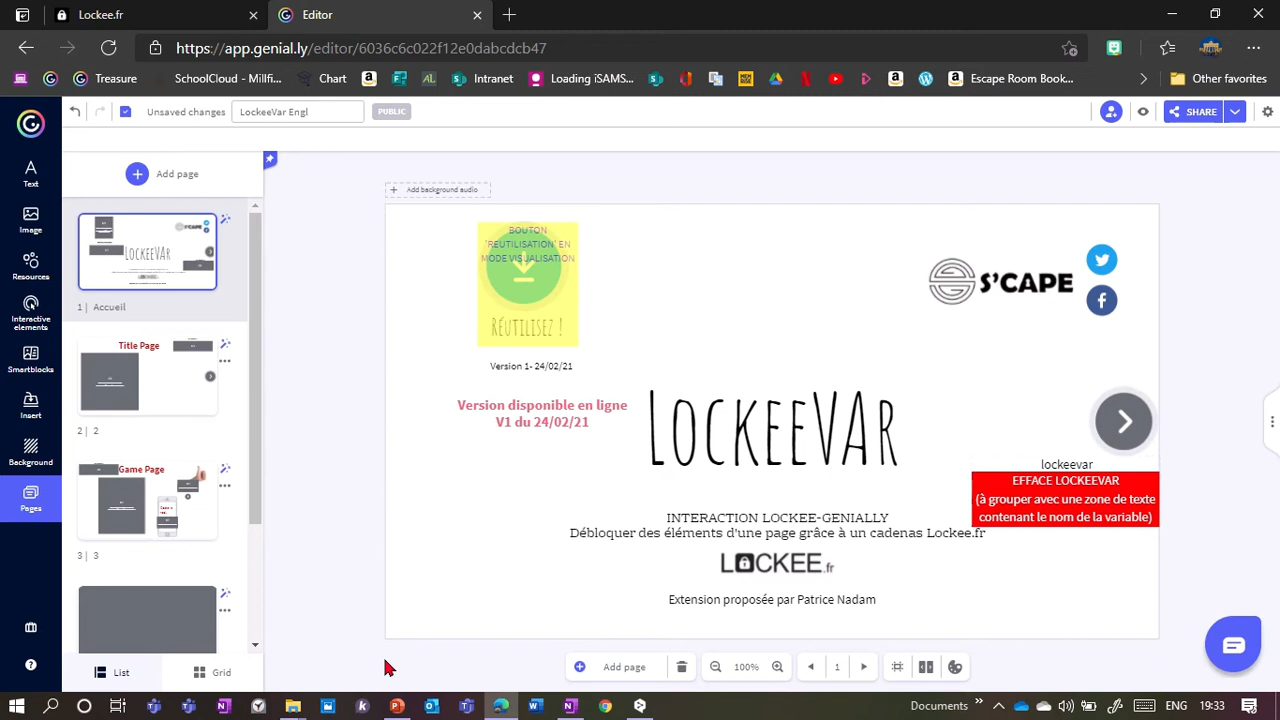 Lockee.fr
Editor
https://app.genial.ly/editor/6036c6c022f12e0dabcdcb47
Treasure
SchoolCloud - Millfi...
Chart
Intranet
Loading iSAMS...
Escape Room Book...
Other favorites
Unsaved changes
LockeeVar Engl
PUBLIC
SHARE
Text
Image
Resources
Interactive
elements
Smartblocks
Insert
Background
Pages
Add page
LockeeVAr
S'CAPE
1 | Accueil
Title Page
2 | 2
Game Page
3 | 3
List
Grid
Add background audio
BOUTON
'REUTILISATION' EN
MODE VISUALISATION
Réutilisez !
Version 1- 24/02/21
Version disponible en ligne
V1 du 24/02/21
S'CAPE
LockeeVAr
lockeevar
EFFACE LOCKEEVAR
(à grouper avec une zone de texte
contenant le nom de la variable)
INTERACTION LOCKEE-GENIALLY
Débloquer des éléments d'une page grâce à un cadenas Lockee.fr
LOCKEE.fr
Extension proposée par Patrice Nadam
Add page
100%
1
Documents
ENG
19:33